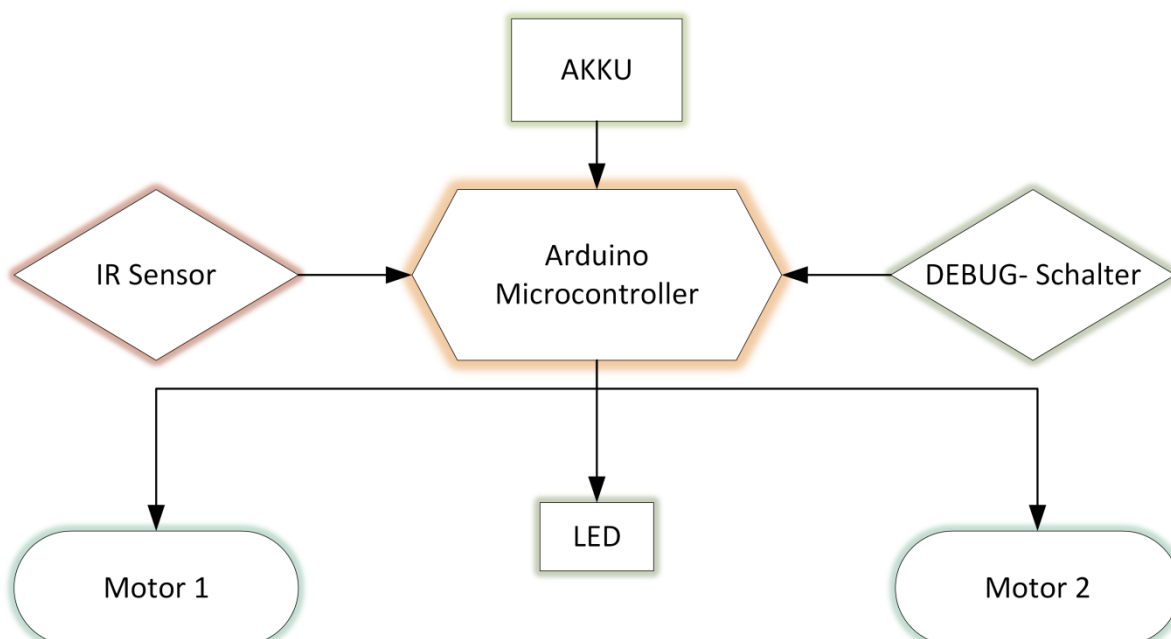 AKKU
IR Sensor
Arduino
Microcontroller
DEBUG- Schalter
Motor 1
LED
Motor 2